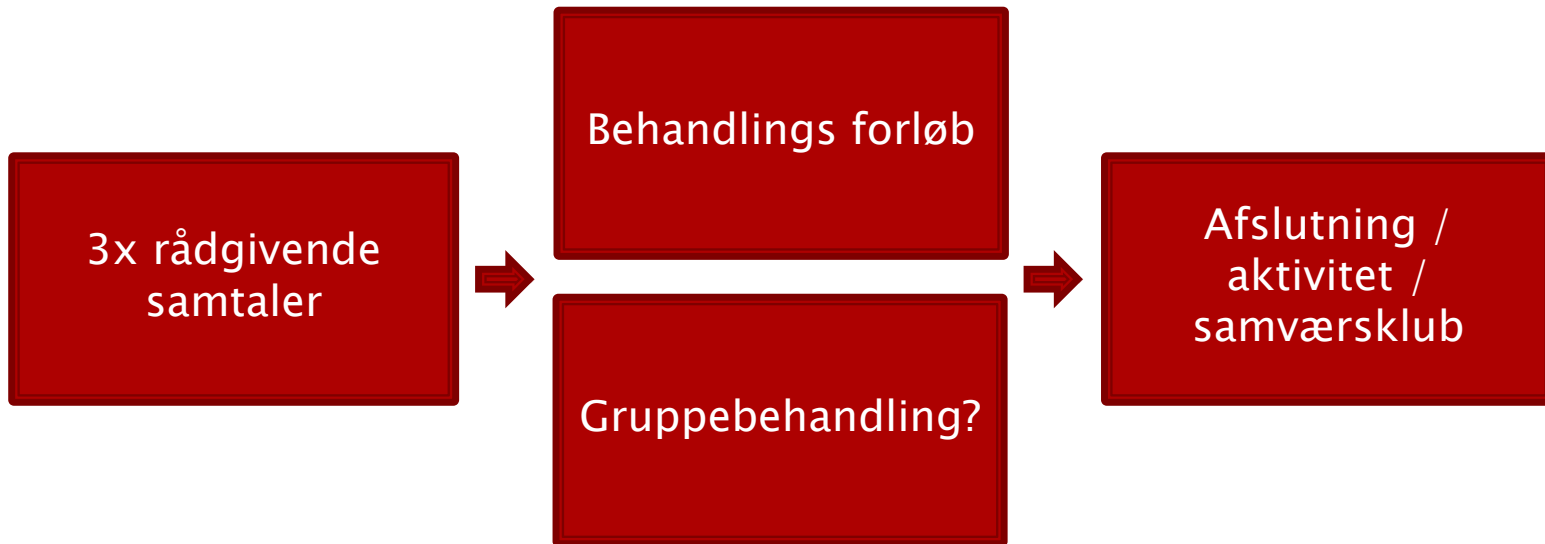 3x rådgivende
samtaler
Behandlings forløb
Gruppebehandling?
Afslutning /
aktivitet /
samværsklub